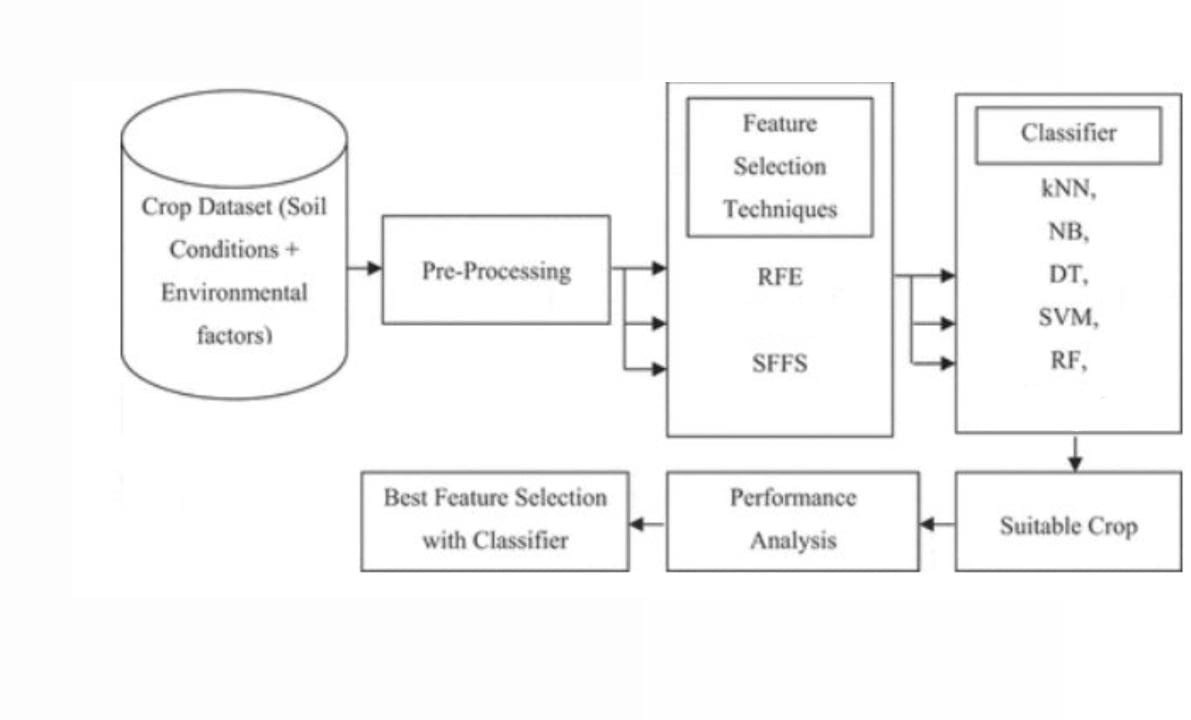 Crop Dataset (Soil
Conditions +
Environmental
factors)
Pre-Processing
Feature
Selection
Techniques
RFE
SFFS
Classifier
kNN,
NB,
DT,
SVM,
RF,
Suitable Crop
Performance
Analysis
Best Feature Selection
with Classifier